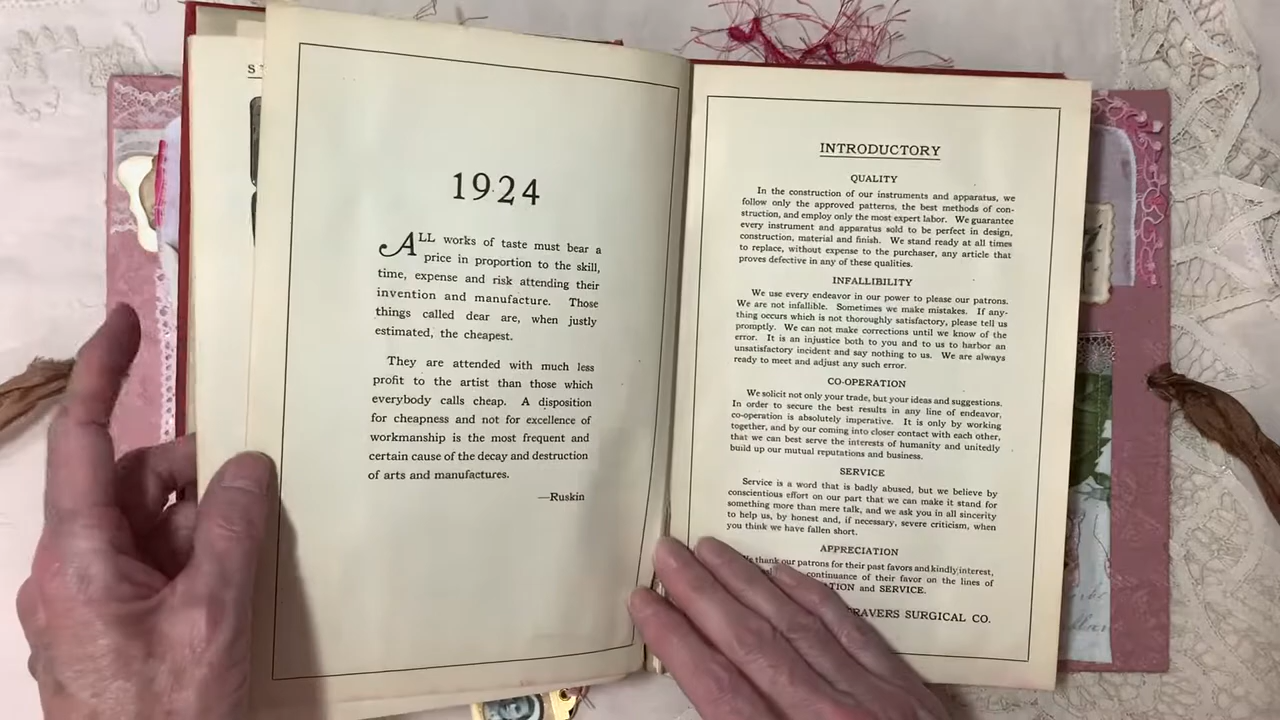 1924
ALL works of taste must bear a
price in proportion to the skill,
time, expense and risk attending their
invention and manufacture. Those
things called dear are, when justly
estimated, the cheapest.
They are attended with much less
profit to the artist than those which
everybody calls cheap. A disposition
for cheapness and not for excellence of
workmanship is the most frequent and
certain cause of the decay and destruction
of arts and manufactures.
—Ruskin
INTRODUCTORY
QUALITY
In the construction of our instruments and apparatus, we
follow only the approved patterns, the best methods of con-
struction, and employ only the most expert labor. We guarantee
every instrument and apparatus sold to be perfect in design,
construction, material and finish. We stand ready at all times
to replace, without expense to the purchaser, any article that
proves defective in any of these qualities.
INFALLIBILITY
We use every endeavor in our power to please our patrons.
We are not infallible. Sometimes we make mistakes. If any-
thing occurs which is not thoroughly satisfactory, please tell us
promptly. We can not make corrections until we know of the
error. It is an injustice both to you and to us to harbor an
unsatisfactory incident and say nothing to us. We are always
ready to meet and adjust any such error.
CO-OPERATION
We solicit not only your trade, but your ideas and suggestions.
In order to secure the best results in any line of endeavor,
co-operation is absolutely imperative. It is only by working
together, and by our coming into closer contact with each other,
that we can best serve the interests of humanity and unitedly
build up our mutual reputations and business.
SERVICE
Service is a word that is badly abused, but we believe by
conscientious effort on our part that we can make it stand for
something more than mere talk, and we ask you in all sincerity
to help us, by honest and, if necessary, severe criticism, when
you think we have fallen short.
APPRECIATION
We thank our patrons for their past favors and kindly interest,
continuance of their favor on the lines of
ATION and SERVICE.
RAVERS SURGICAL CO.